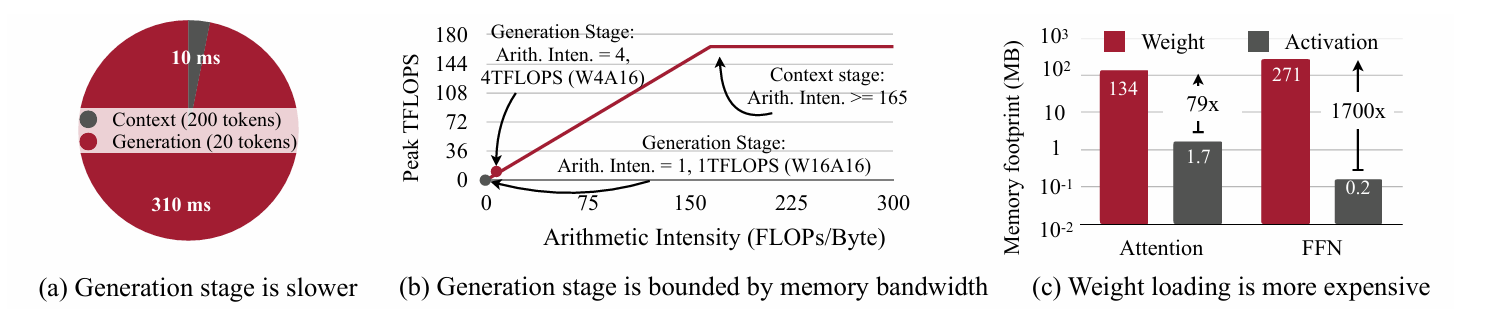 10 ms
Context (200 tokens)
Generation (20 tokens)
310 ms
(a) Generation stage is slower
Peak TFLOPS
180
144
108
72
36
0
Generation Stage:
Arith. Inten. = 4,
4TFLOPS (W4A16)
Context stage:
Arith. Inten. >= 165
Generation Stage:
Arith. Inten. = 1, 1TFLOPS (W16A16)
0 75 150 225 300
Arithmetic Intensity (FLOPs/Byte)
(b) Generation stage is bounded by memory bandwidth
Memory footprint (MB)
10³
10²
10
1
10⁻¹
10⁻²
Weight Activation
134
79x
1.7
271
1700x
0.2
Attention FFN
(c) Weight loading is more expensive